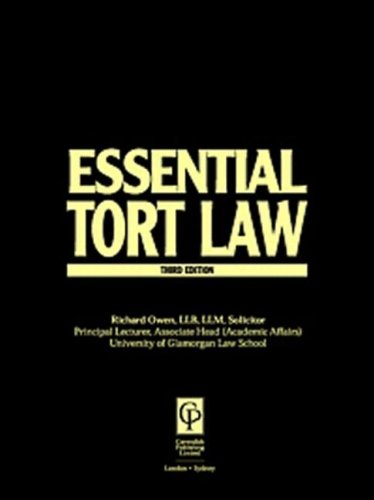 ESSENTIAL
TORT LAW
THIRD EDITION
Richard Owen, LLB, LLM, Solicitor
Principal Lecturer, Associate Head (Academic Affairs)
University of Glamorgan Law School
CP
Cavendish
Publishing
Limited
London • Sydney